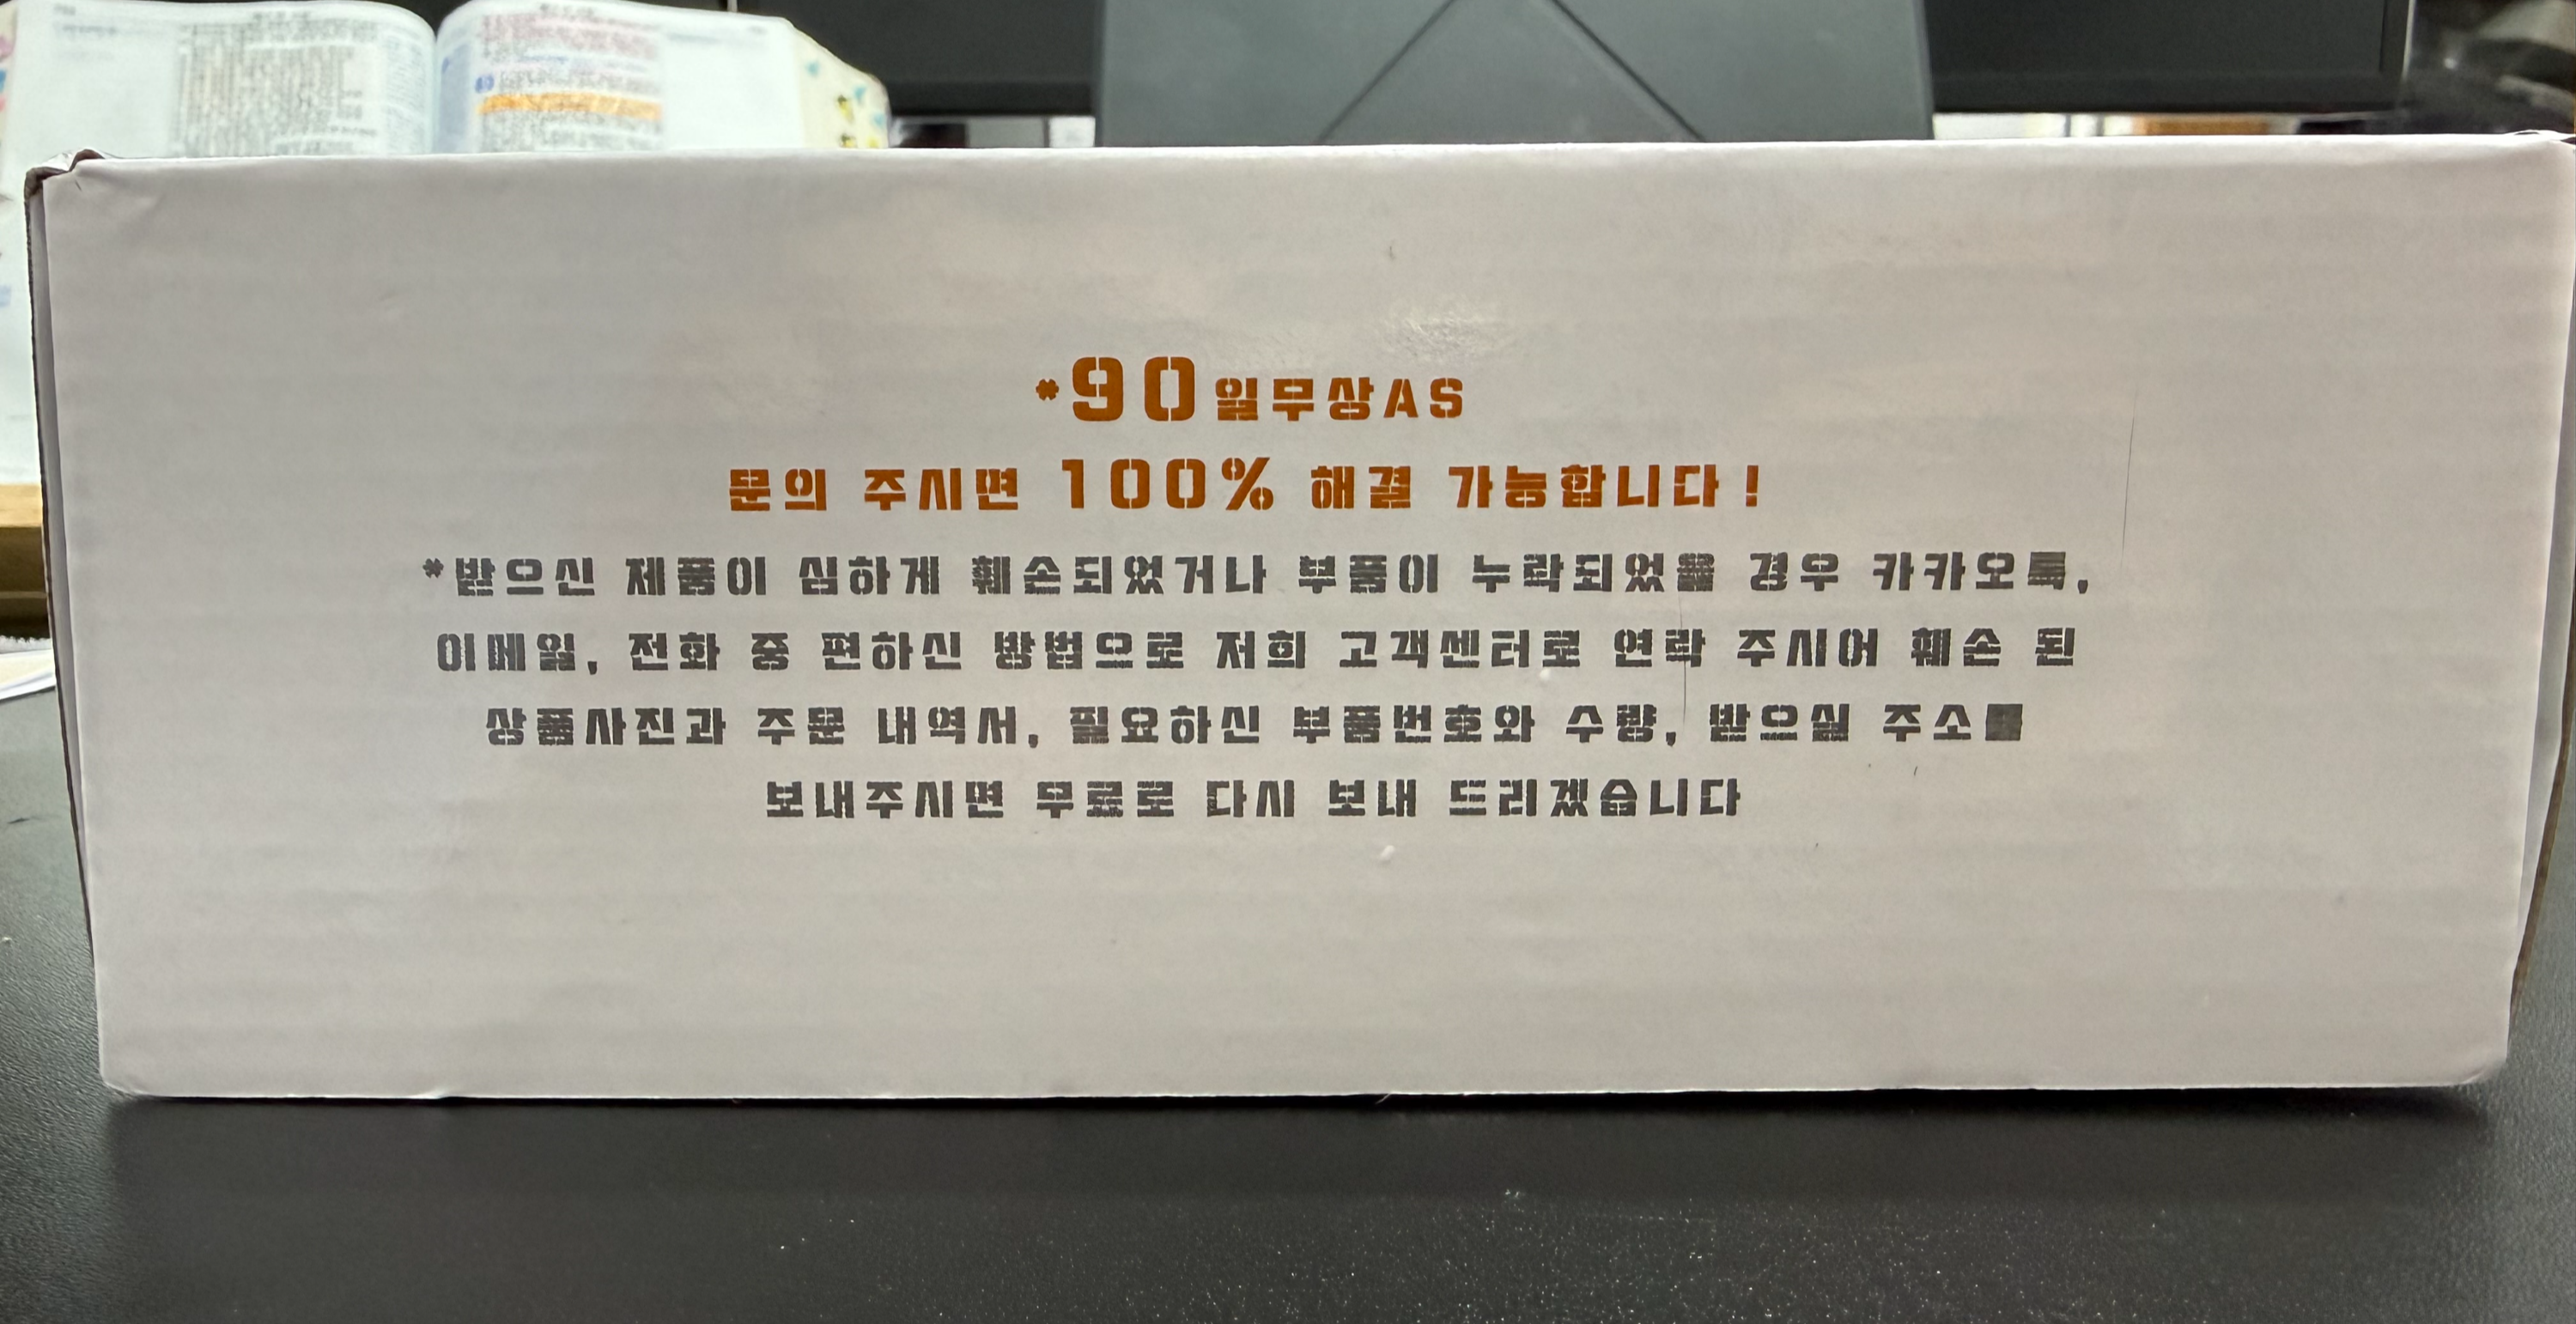 *90일무상AS
문의 주시면 100% 해결 가능합니다!
*받으신 제품이 심하게 훼손되었거나 부품이 누락되었을 경우 카카오톡,
이메일, 전화 중 편하신 방법으로 저희 고객센터로 연락 주시어 훼손 된
상품사진과 주문 내역서, 필요하신 부품번호와 수량, 받으실 주소를
보내주시면 무료로 다시 보내 드리겠습니다